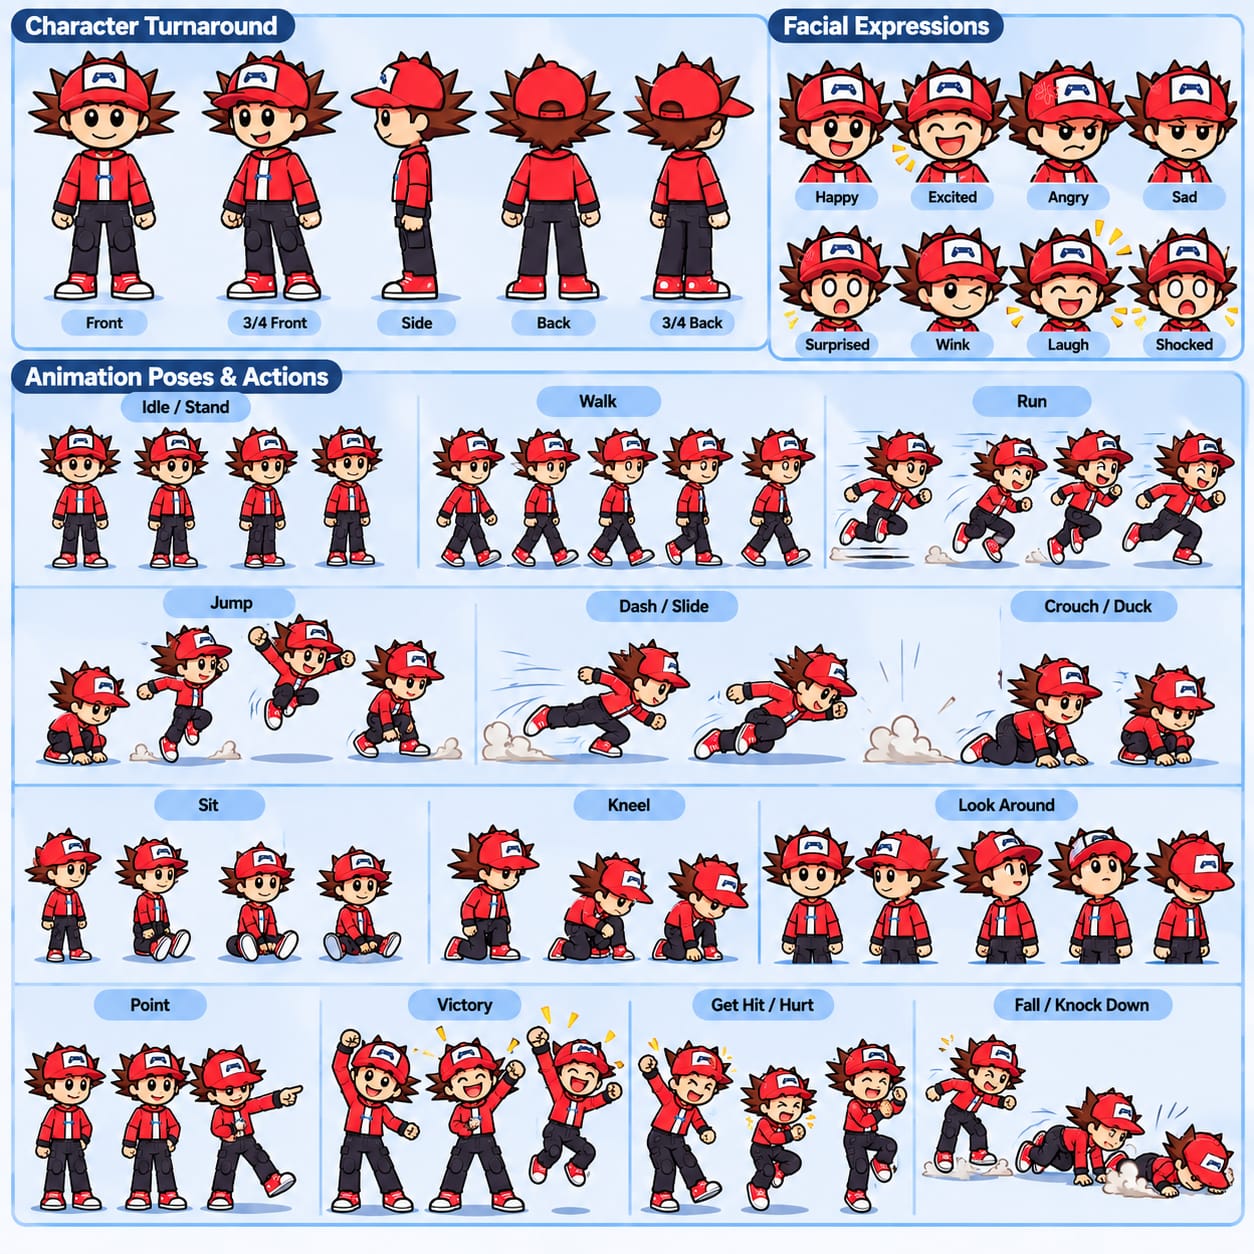 Character Turnaround
Front
3/4 Front
Side
Back
3/4 Back
Facial Expressions
Happy
Excited
Angry
Sad
Surprised
Wink
Laugh
Shocked
Animation Poses & Actions
Idle / Stand
Walk
Run
Jump
Dash / Slide
Crouch / Duck
Sit
Kneel
Look Around
Point
Victory
Get Hit / Hurt
Fall / Knock Down